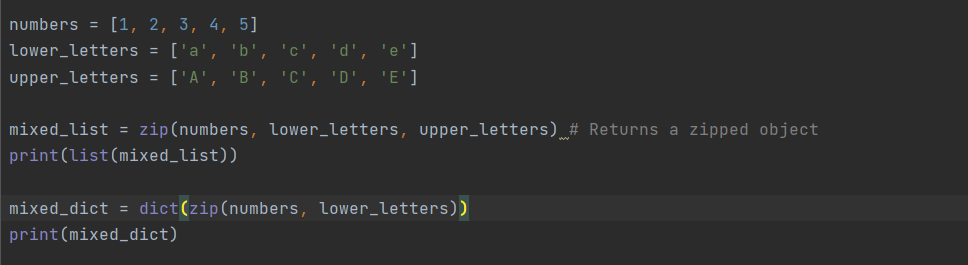 numbers = [1, 2, 3, 4, 5]
lower_letters = ['a', 'b', 'c', 'd', 'e']
upper_letters = ['A', 'B', 'C', 'D', 'E']
mixed_list = zip(numbers, lower_letters, upper_letters) # Returns a zipped object
print(list(mixed_list))
mixed_dict = dict(zip(numbers, lower_letters))
print(mixed_dict)